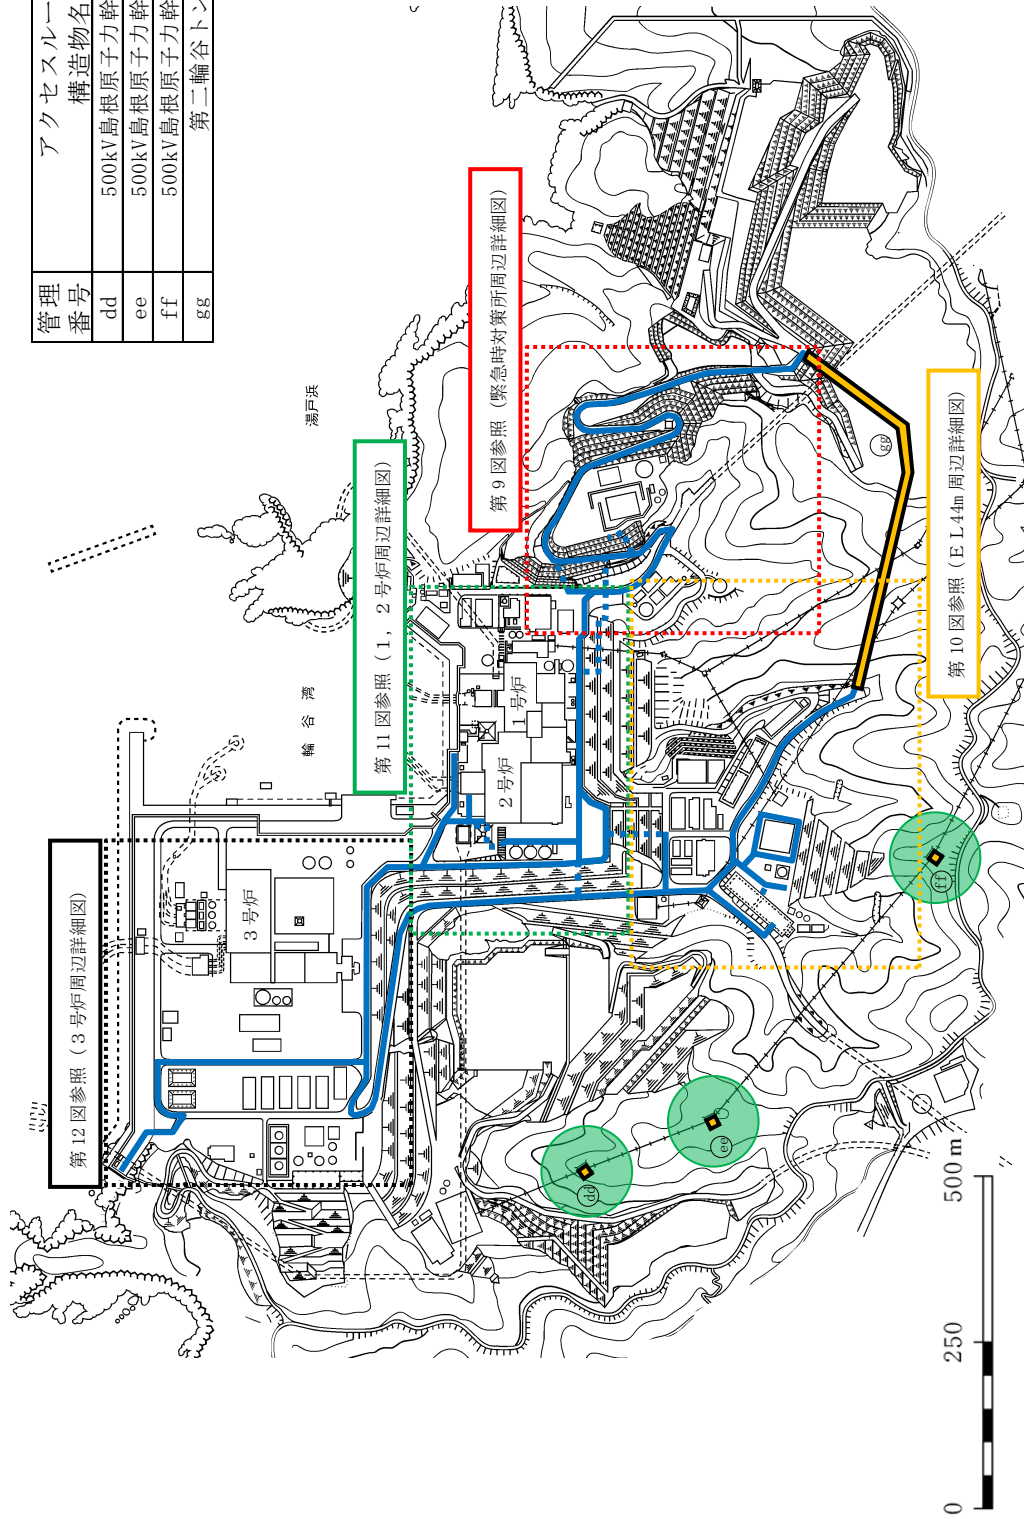 アクセスルー
管理番号 構造物名
dd 500kV島根原子力幹
ee 500kV島根原子力幹
ff 500kV島根原子力幹
gg 第二輪谷トン
湯戸浜
輪谷湾
第9図参照（緊急時対策所周辺詳細図）
第11図参照（1，2号炉周辺詳細図）
第10図参照（EL44m周辺詳細図）
第12図参照（3号炉周辺詳細図）
1号炉
2号炉
3号炉
gg
ff
ee
dd
0 250 500m